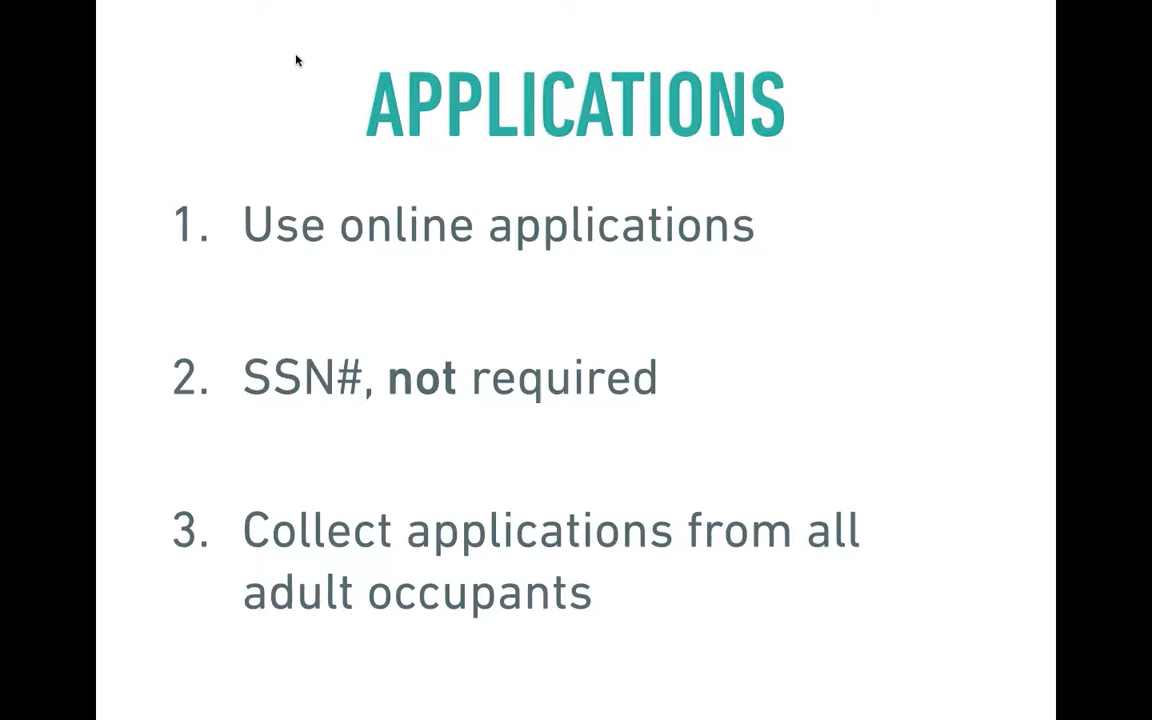 APPLICATIONS
1. Use online applications
2. SSN#, not required
3. Collect applications from all
adult occupants